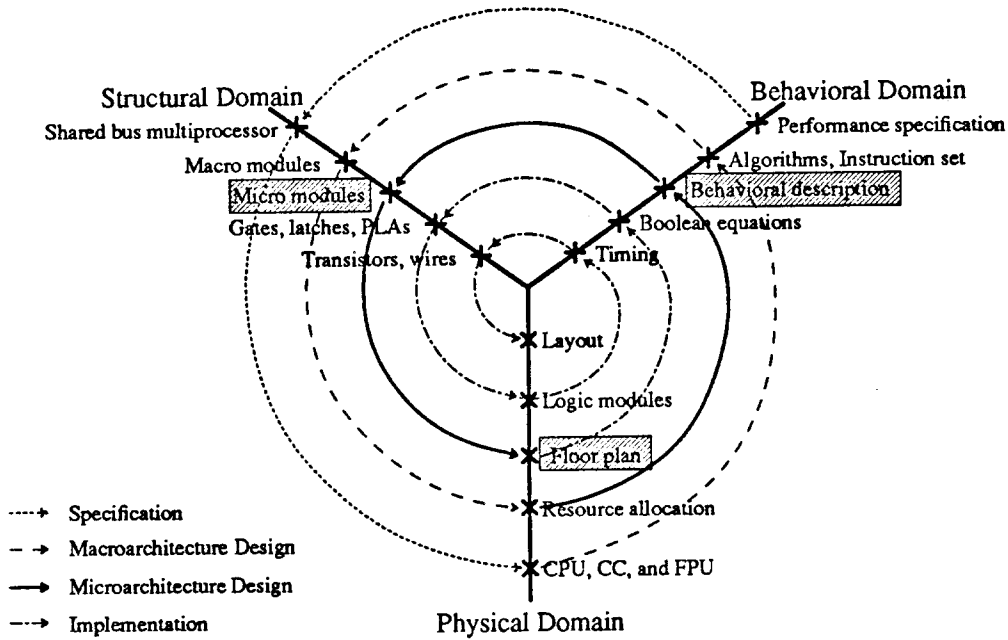 Structural Domain
Behavioral Domain
Shared bus multiprocessor
Performance specification
Macro modules
Algorithms, Instruction set
Micro modules
Behavioral description
Gates, latches, PLAs
Boolean equations
Transistors, wires
Timing
Layout
Logic modules
Floor plan
Resource allocation
CPU, CC, and FPU
Physical Domain
Specification
Macroarchitecture Design
Microarchitecture Design
Implementation